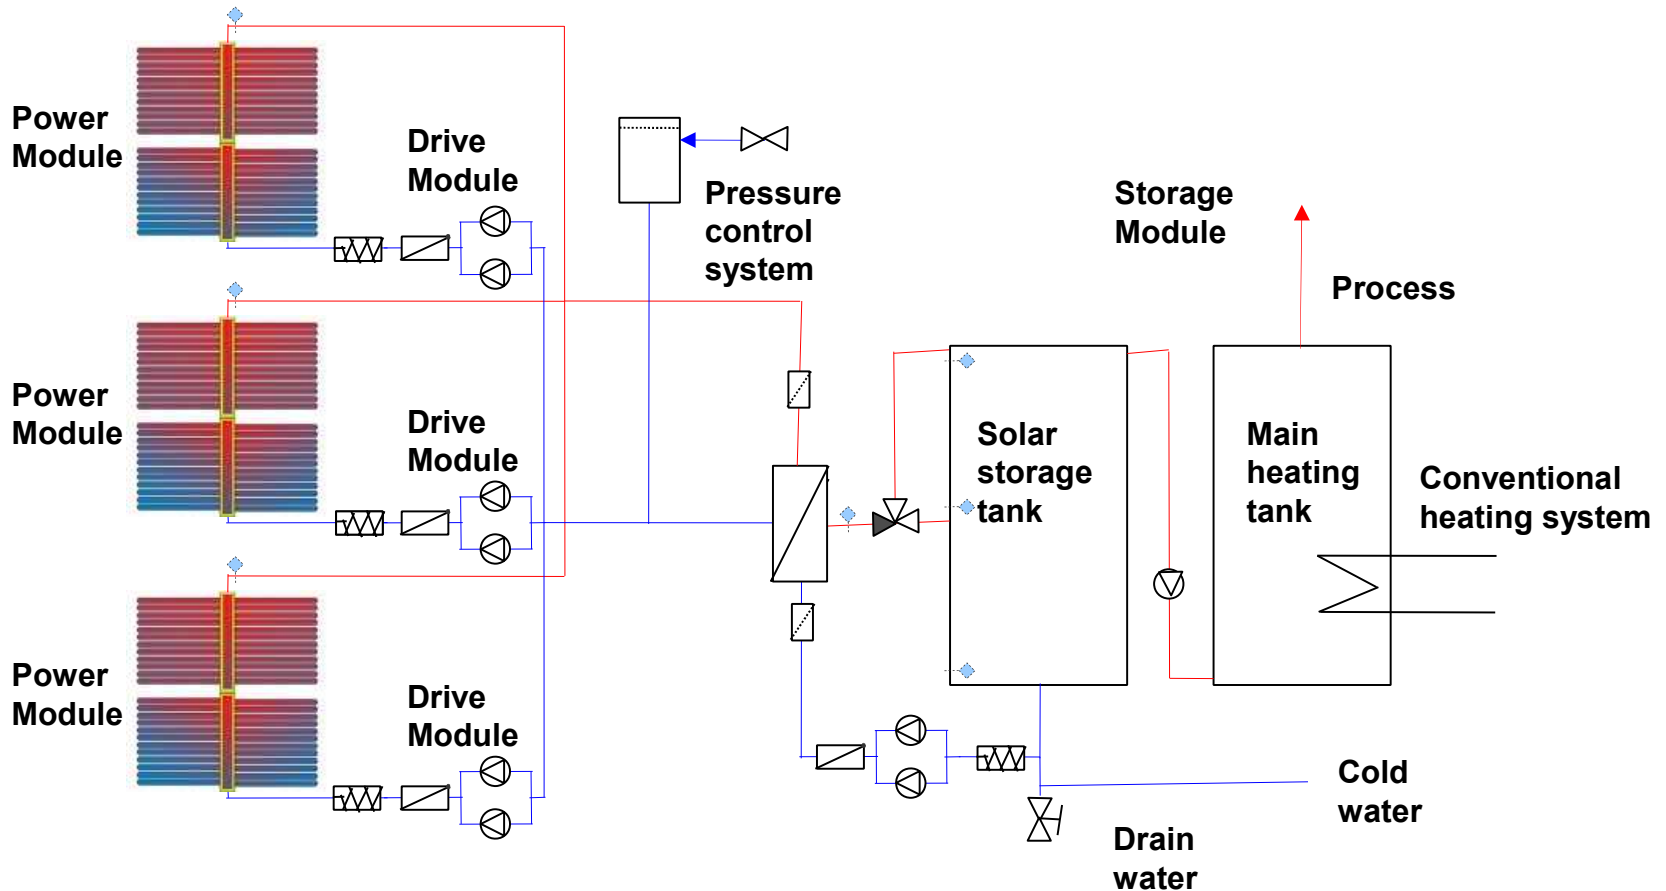 Power
Module
Drive
Module
Pressure
control
system
Storage
Module
Process
Power
Module
Drive
Module
Solar
storage
tank
Main
heating
tank
Conventional
heating system
Power
Module
Drive
Module
Cold
water
Drain
water